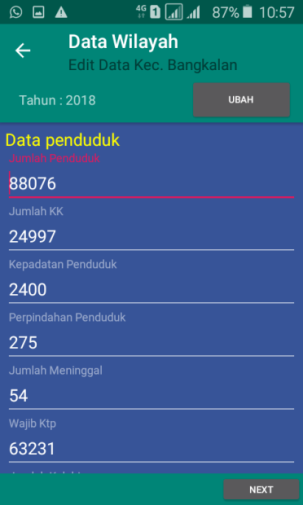 4G 1 87% 10:57
Data Wilayah
Edit Data Kec. Bangkalan
Tahun : 2018
UBAH
Data penduduk
Jumlah Penduduk
88076
Jumlah KK
24997
Kepadatan Penduduk
2400
Perpindahan Penduduk
275
Jumlah Meninggal
54
Wajib Ktp
63231
NEXT